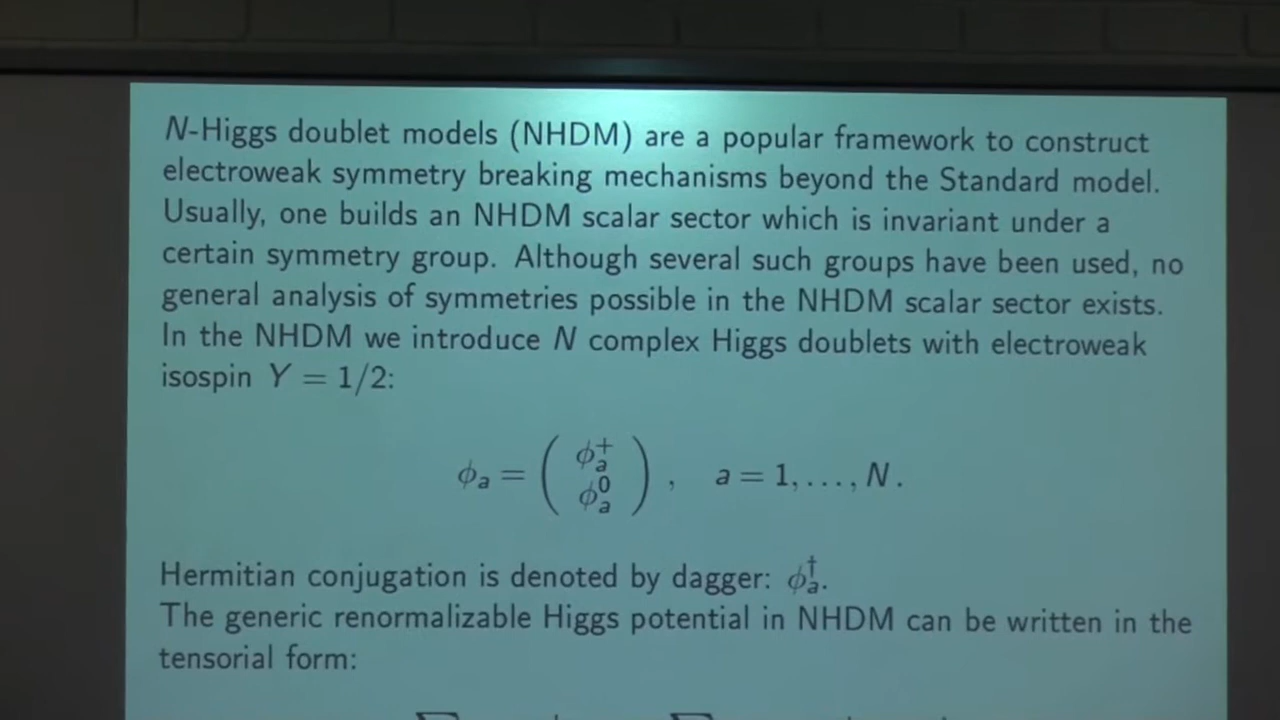 N-Higgs doublet models (NHDM) are a popular framework to construct
electroweak symmetry breaking mechanisms beyond the Standard model.
Usually, one builds an NHDM scalar sector which is invariant under a
certain symmetry group. Although several such groups have been used, no
general analysis of symmetries possible in the NHDM scalar sector exists.
In the NHDM we introduce N complex Higgs doublets with electroweak
isospin Y = 1/2:
ϕₐ = ( ϕₐ⁺ ϕₐ⁰ ) , a = 1, ..., N.
Hermitian conjugation is denoted by dagger: ϕₐ†.
The generic renormalizable Higgs potential in NHDM can be written in the
tensorial form: